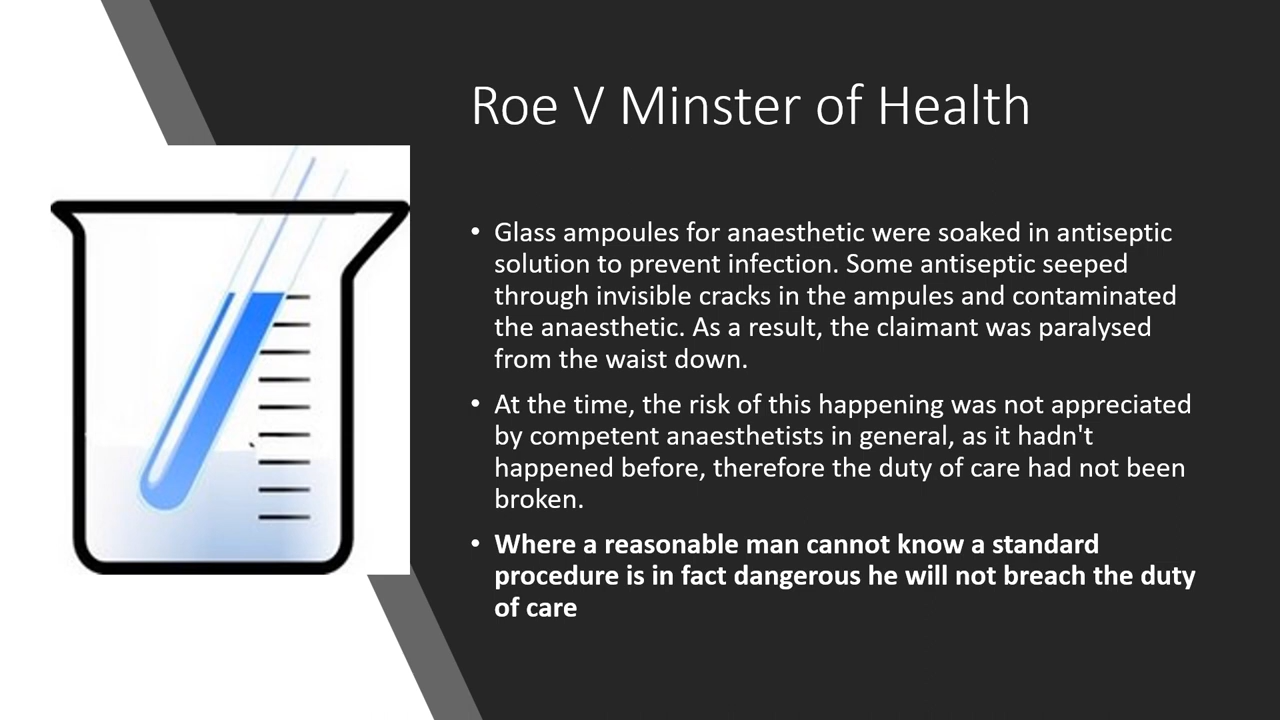 Roe V Minster of Health
• Glass ampoules for anaesthetic were soaked in antiseptic
solution to prevent infection. Some antiseptic seeped
through invisible cracks in the ampules and contaminated
the anaesthetic. As a result, the claimant was paralysed
from the waist down.
• At the time, the risk of this happening was not appreciated
by competent anaesthetists in general, as it hadn't
happened before, therefore the duty of care had not been
broken.
• Where a reasonable man cannot know a standard
procedure is in fact dangerous he will not breach the duty
of care